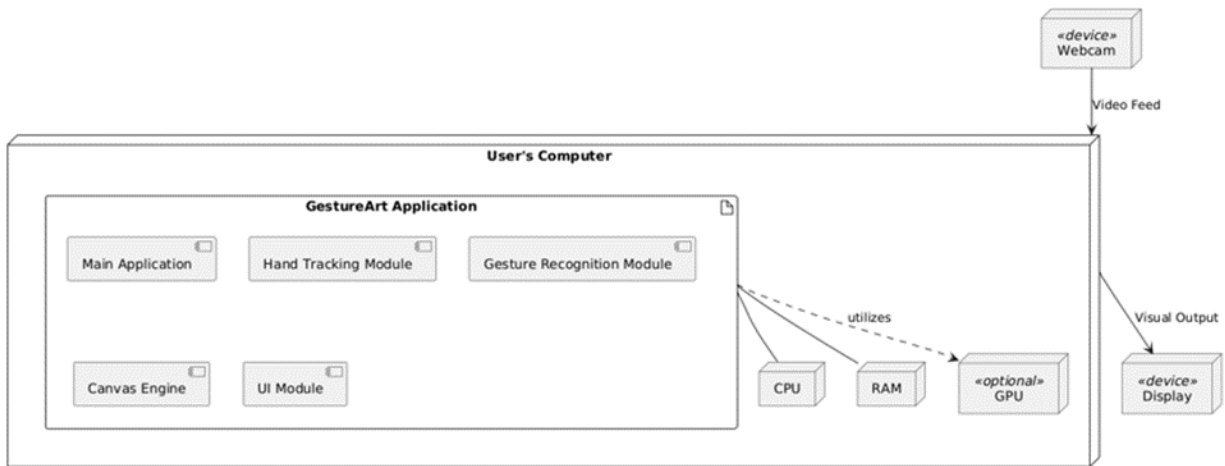 «device»
Webcam
Video Feed
User's Computer
GestureArt Application
Main Application
Hand Tracking Module
Gesture Recognition Module
utilizes
Visual Output
Canvas Engine
UI Module
CPU
RAM
«optional»
GPU
«device»
Display